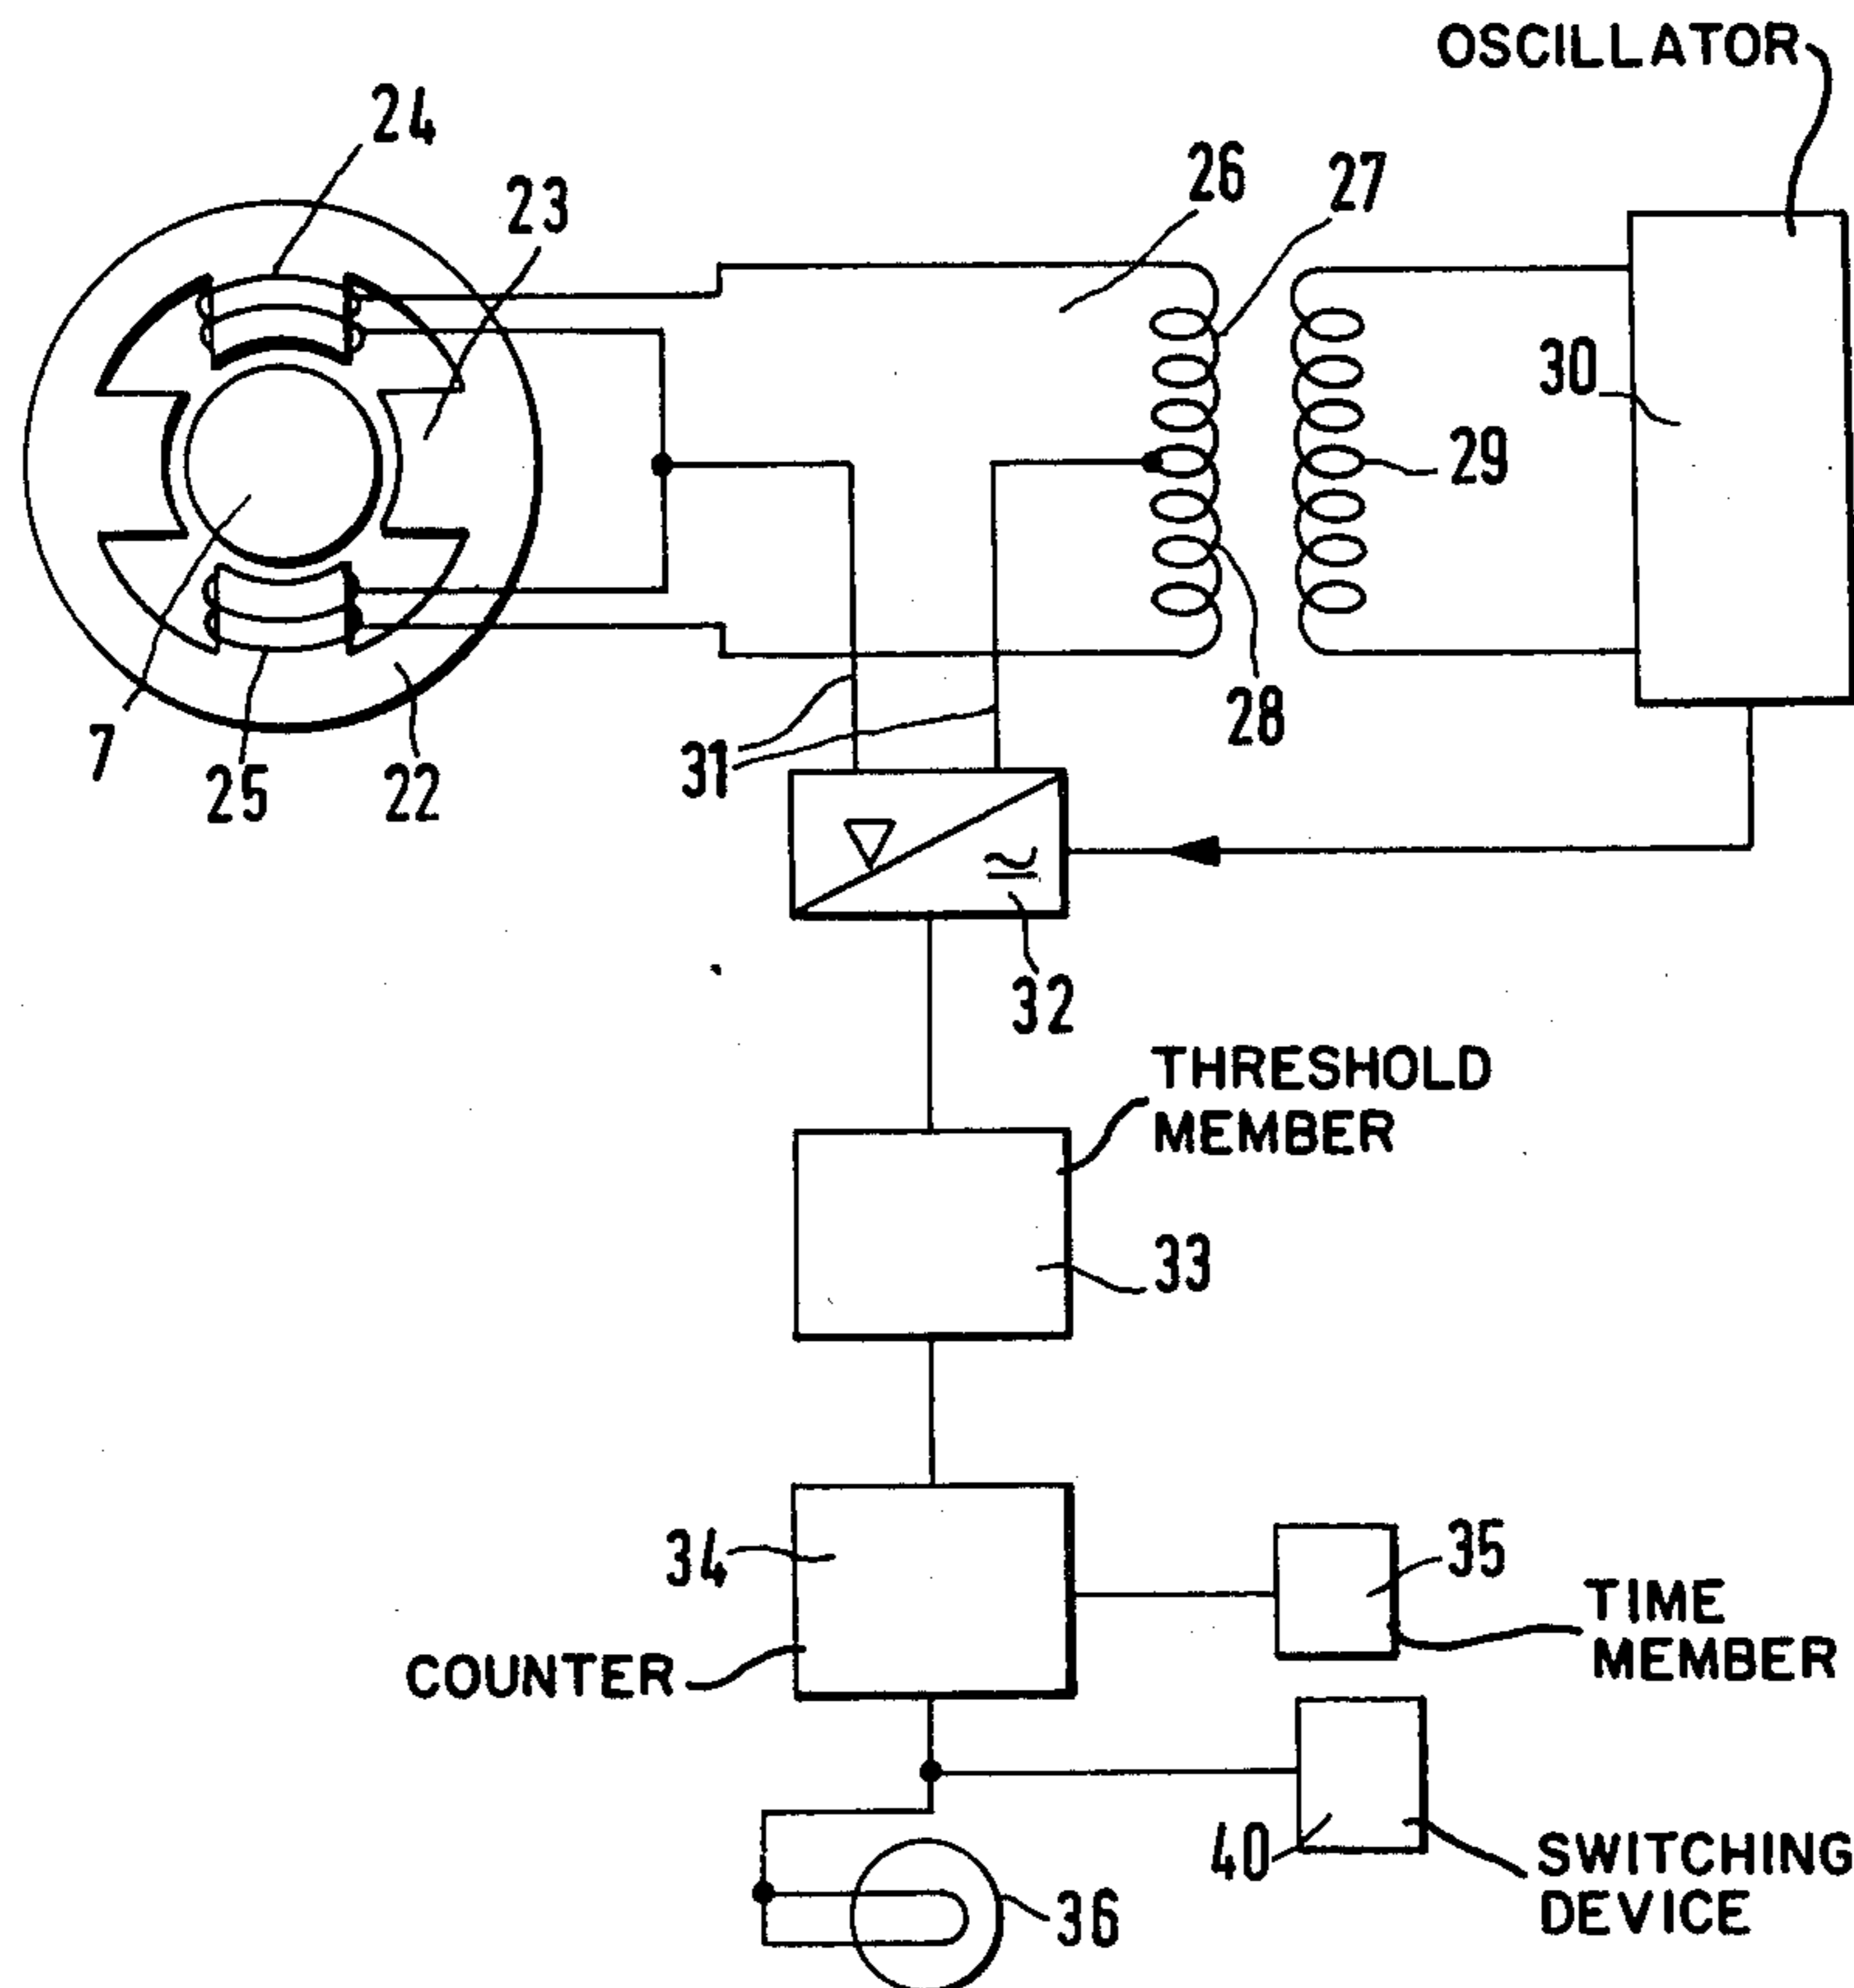 OSCILLATOR
24
23
26
27
30
29
7
25
22
31
28
32
THRESHOLD
MEMBER
33
34
35
TIME
MEMBER
COUNTER
40
SWITCHING
DEVICE
36